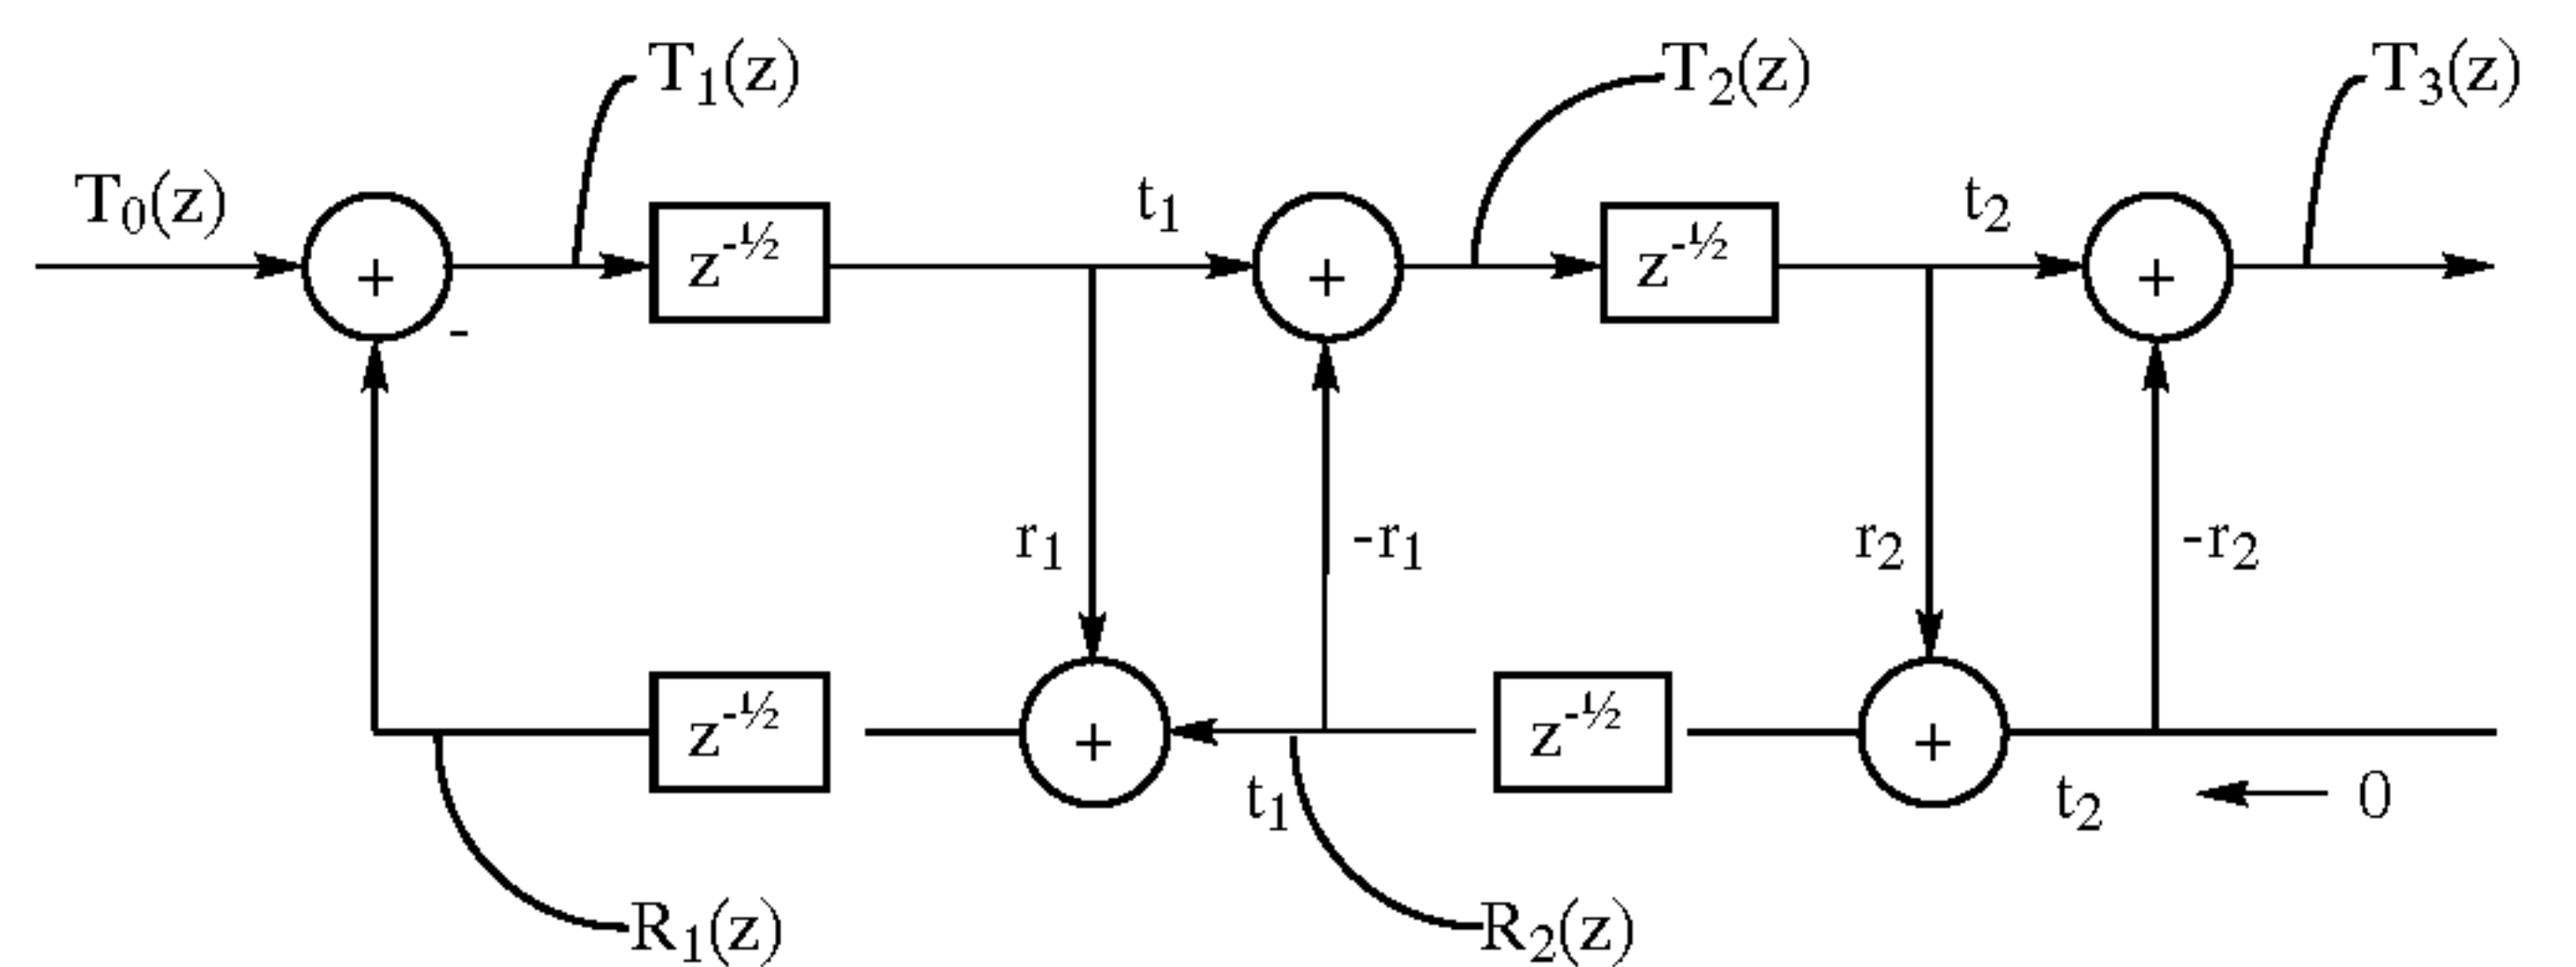 T₁(z) T₂(z) T₃(z)
T₀(z) t₁ t₂
+ z⁻½ + z⁻½ +
-
r₁ -r₁ r₂ -r₂
z⁻½ + z⁻½ +
t₁ t₂ 0
R₁(z) R₂(z)